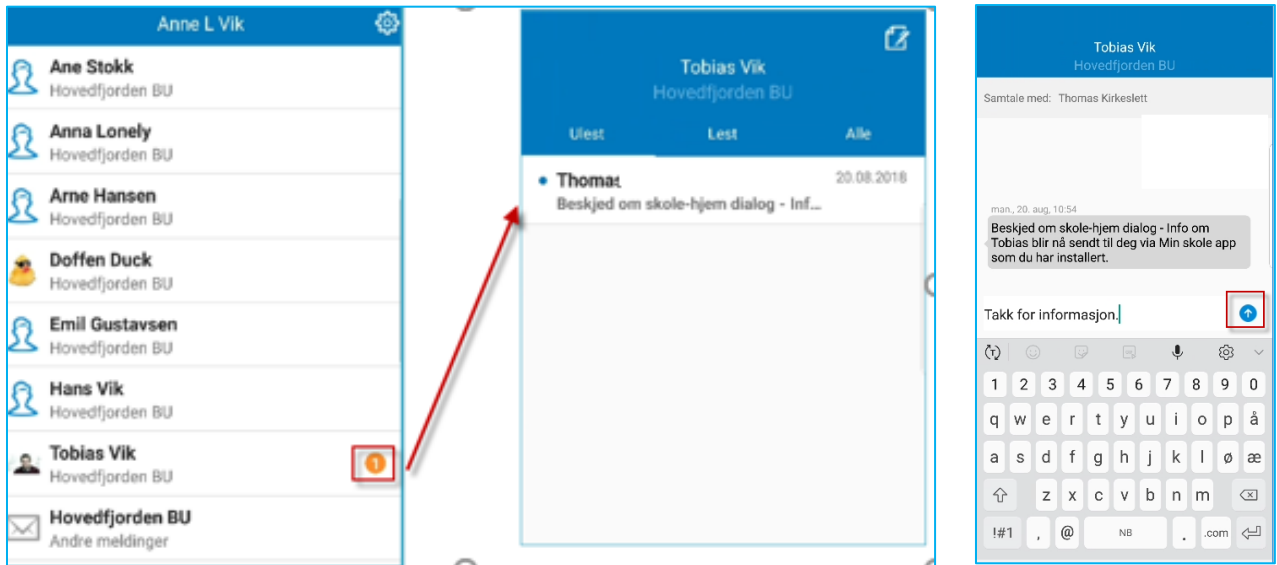 Anne L Vik
Ane Stokk
Hovedfjorden BU
Anna Lonely
Hovedfjorden BU
Arne Hansen
Hovedfjorden BU
Doffen Duck
Hovedfjorden BU
Emil Gustavsen
Hovedfjorden BU
Hans Vik
Hovedfjorden BU
Tobias Vik
Hovedfjorden BU
1
Hovedfjorden BU
Andre meldinger
Tobias Vik
Hovedfjorden BU
Ulest Lest Alle
Thomas 20.08.2018
Beskjed om skole-hjem dialog - Inf...
Tobias Vik
Hovedfjorden BU
Samtale med: Thomas Kirkeslett
man., 20. aug, 10:54
Beskjed om skole-hjem dialog - Info om
Tobias blir nå sendt til deg via Min skole app
som du har installert.
Takk for informasjon.
1 2 3 4 5 6 7 8 9 0
q w e r t y u i o p å
a s d f g h j k l ø æ
z x c v b n m
!#1 , @ NB . .com